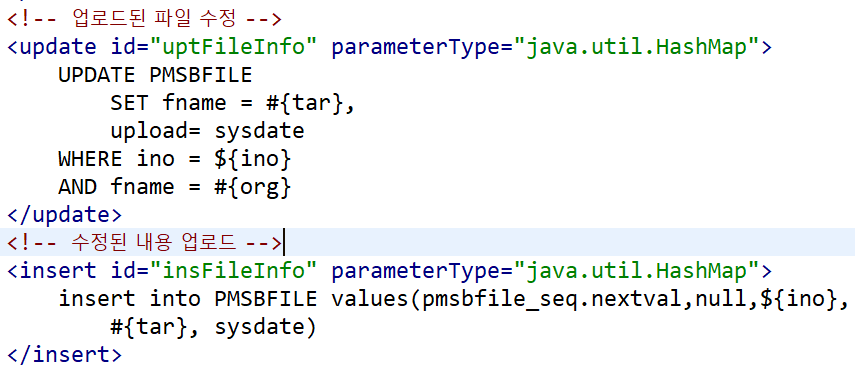 <!-- 업로드된 파일 수정 -->
<update id="uptFileInfo" parameterType="java.util.HashMap">
    UPDATE PMSBFILE
        SET fname = #{tar},
        upload= sysdate
    WHERE ino = ${ino}
    AND fname = #{org}
</update>
<!-- 수정된 내용 업로드 -->
<insert id="insFileInfo" parameterType="java.util.HashMap">
    insert into PMSBFILE values(pmsbfile_seq.nextval,null,${ino},
        #{tar}, sysdate)
</insert>